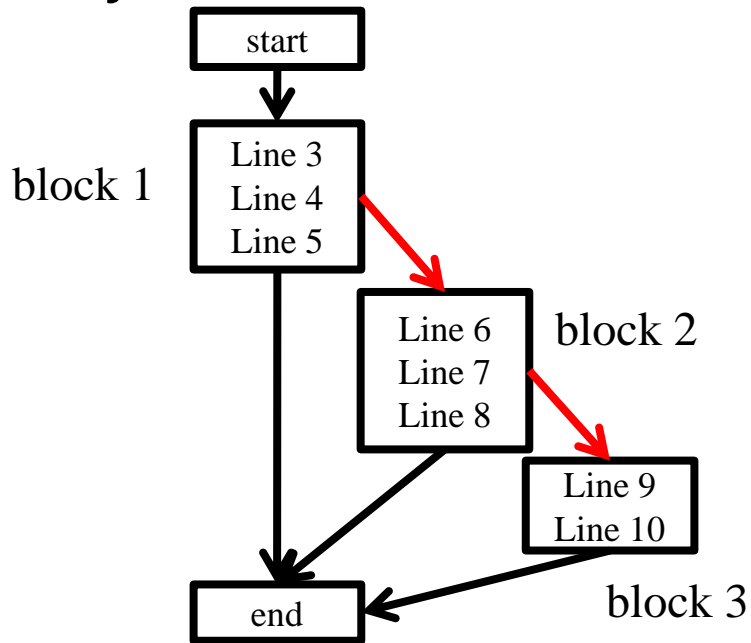 start
block 1
Line 3
Line 4
Line 5
Line 6
Line 7
Line 8
block 2
Line 9
Line 10
block 3
end